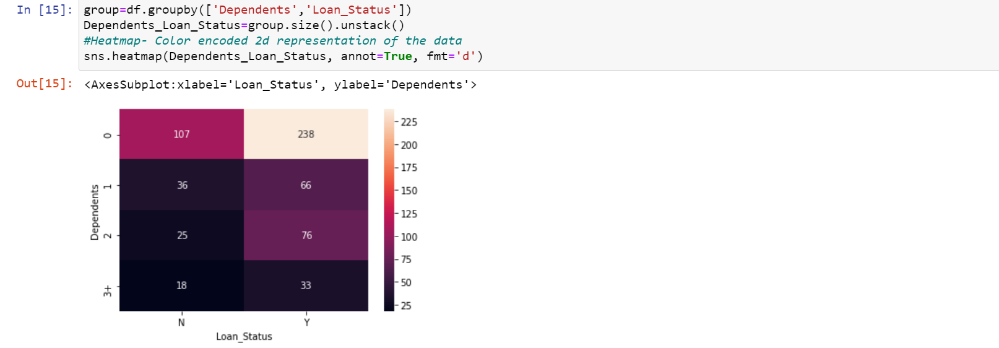 In [15]: group=df.groupby(['Dependents','Loan_Status'])
Dependents_Loan_Status=group.size().unstack()
#Heatmap- Color encoded 2d representation of the data
sns.heatmap(Dependents_Loan_Status, annot=True, fmt='d')
Out[15]: <AxesSubplot:xlabel='Loan_Status', ylabel='Dependents'>
0 107 238
1 36 66
2 25 76
3+ 18 33
Dependents
N Y
Loan_Status
225
200
175
150
125
100
75
50
25